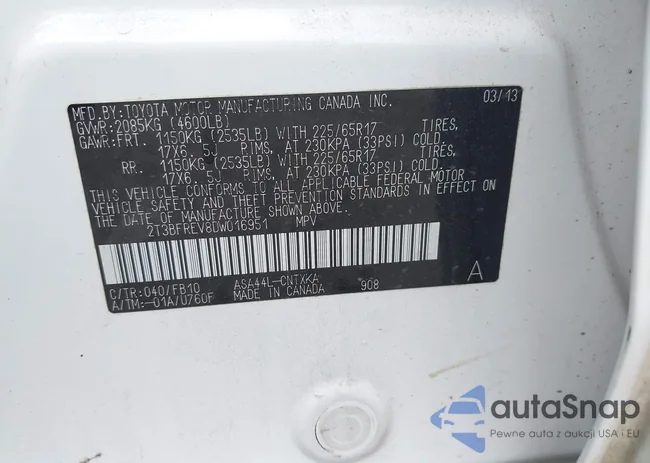 MFD.BY:TOYOTA MOTOR MANUFACTURING CANADA INC. 03/13
GVWR:2085KG (4600LB)
GAWR:FRT. 1150KG (2535LB) WITH 225/65R17 TIRES,
17X6. 5J RIMS, AT 230KPA (33PSI) COLD.
RR. 1150KG (2535LB) WITH 225/65R17 TIRES,
17X6. 5J RIMS, AT 230KPA (33PSI) COLD.
THIS VEHICLE CONFORMS TO ALL APPLICABLE FEDERAL MOTOR
VEHICLE SAFETY AND THEFT PREVENTION STANDARDS IN EFFECT ON
THE DATE OF MANUFACTURE SHOWN ABOVE.
2T3BFREV8DW016951 MPV
C/TR:040/FB10 ASA44L-CNTXKA 908 A
A/TM:-01A/U760F MADE IN CANADA
autaSnap
Pewne auta z aukcji USA i EU